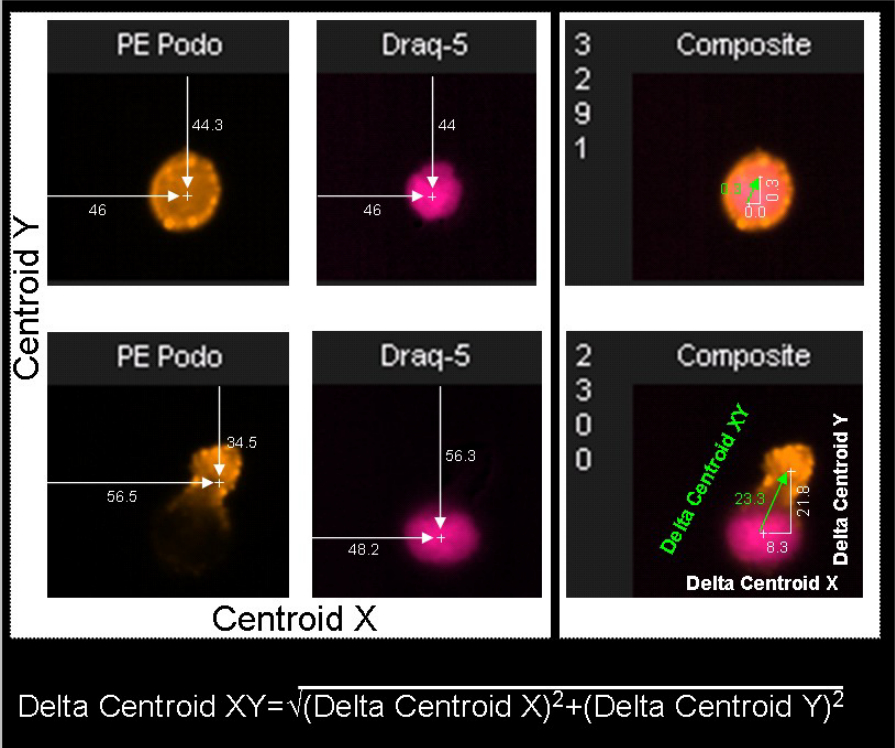 PE Podo
Draq-5
3
2
9
1
Composite
44.3
46
44
46
0.3
0.3
0.0
Centroid Y
PE Podo
Draq-5
2
3
0
0
Composite
34.5
56.5
56.3
48.2
Delta Centroid XY
23.3
21.8
8.3
Delta Centroid Y
Delta Centroid X
Centroid X
Delta Centroid XY=√(Delta Centroid X)²+(Delta Centroid Y)²